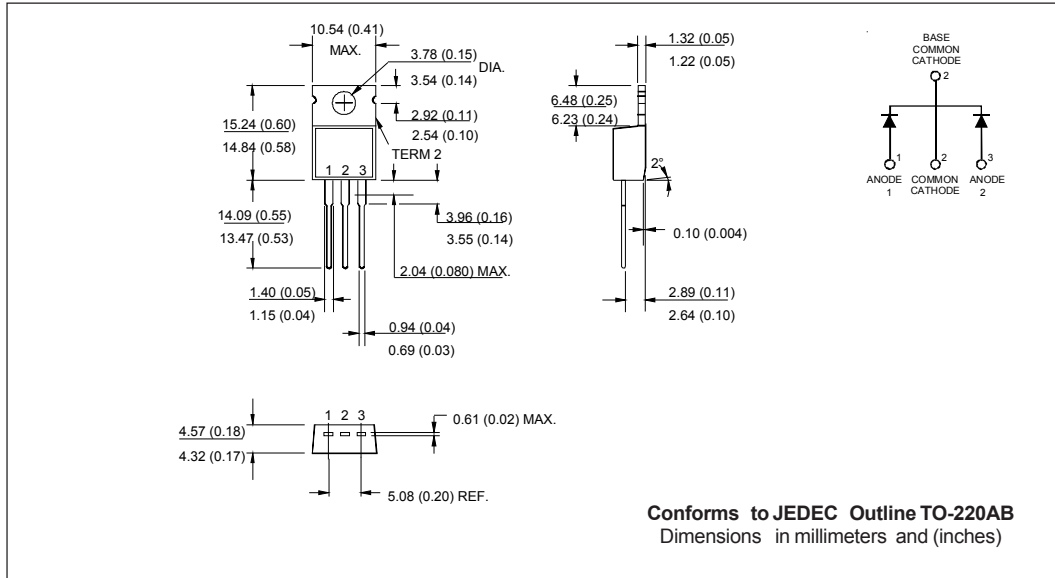 10.54 (0.41)
MAX.
3.78 (0.15)
3.54 (0.14)
DIA.
2.92 (0.11)
2.54 (0.10)
TERM 2
15.24 (0.60)
14.84 (0.58)
1 2 3
14.09 (0.55)
13.47 (0.53)
3.96 (0.16)
3.55 (0.14)
2.04 (0.080) MAX.
1.40 (0.05)
1.15 (0.04)
0.94 (0.04)
0.69 (0.03)
1.32 (0.05)
1.22 (0.05)
6.48 (0.25)
6.23 (0.24)
2°
0.10 (0.004)
2.89 (0.11)
2.64 (0.10)
BASE
COMMON
CATHODE
2
1
2
3
ANODE
1
COMMON
CATHODE
ANODE
2
1 2 3
0.61 (0.02) MAX.
4.57 (0.18)
4.32 (0.17)
5.08 (0.20) REF.
Conforms to JEDEC Outline TO-220AB
Dimensions in millimeters and (inches)